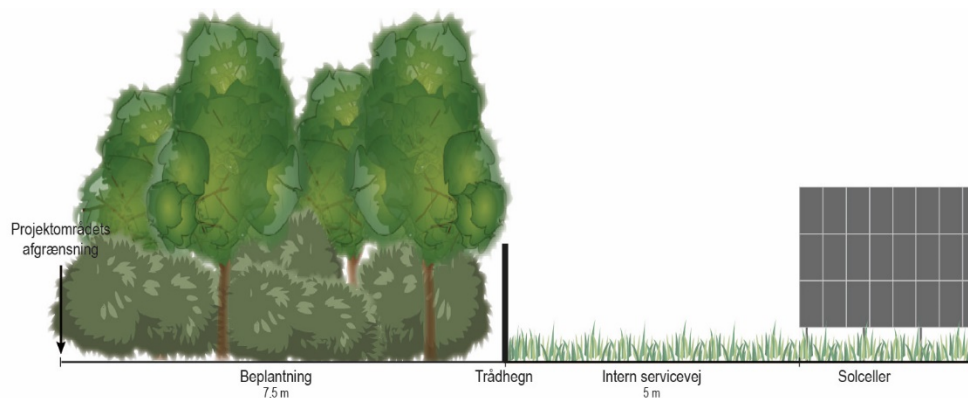 Projektområdets
afgrænsning
Beplantning
7.5 m
Trådhegn
Intern servicevej
5 m
Solceller